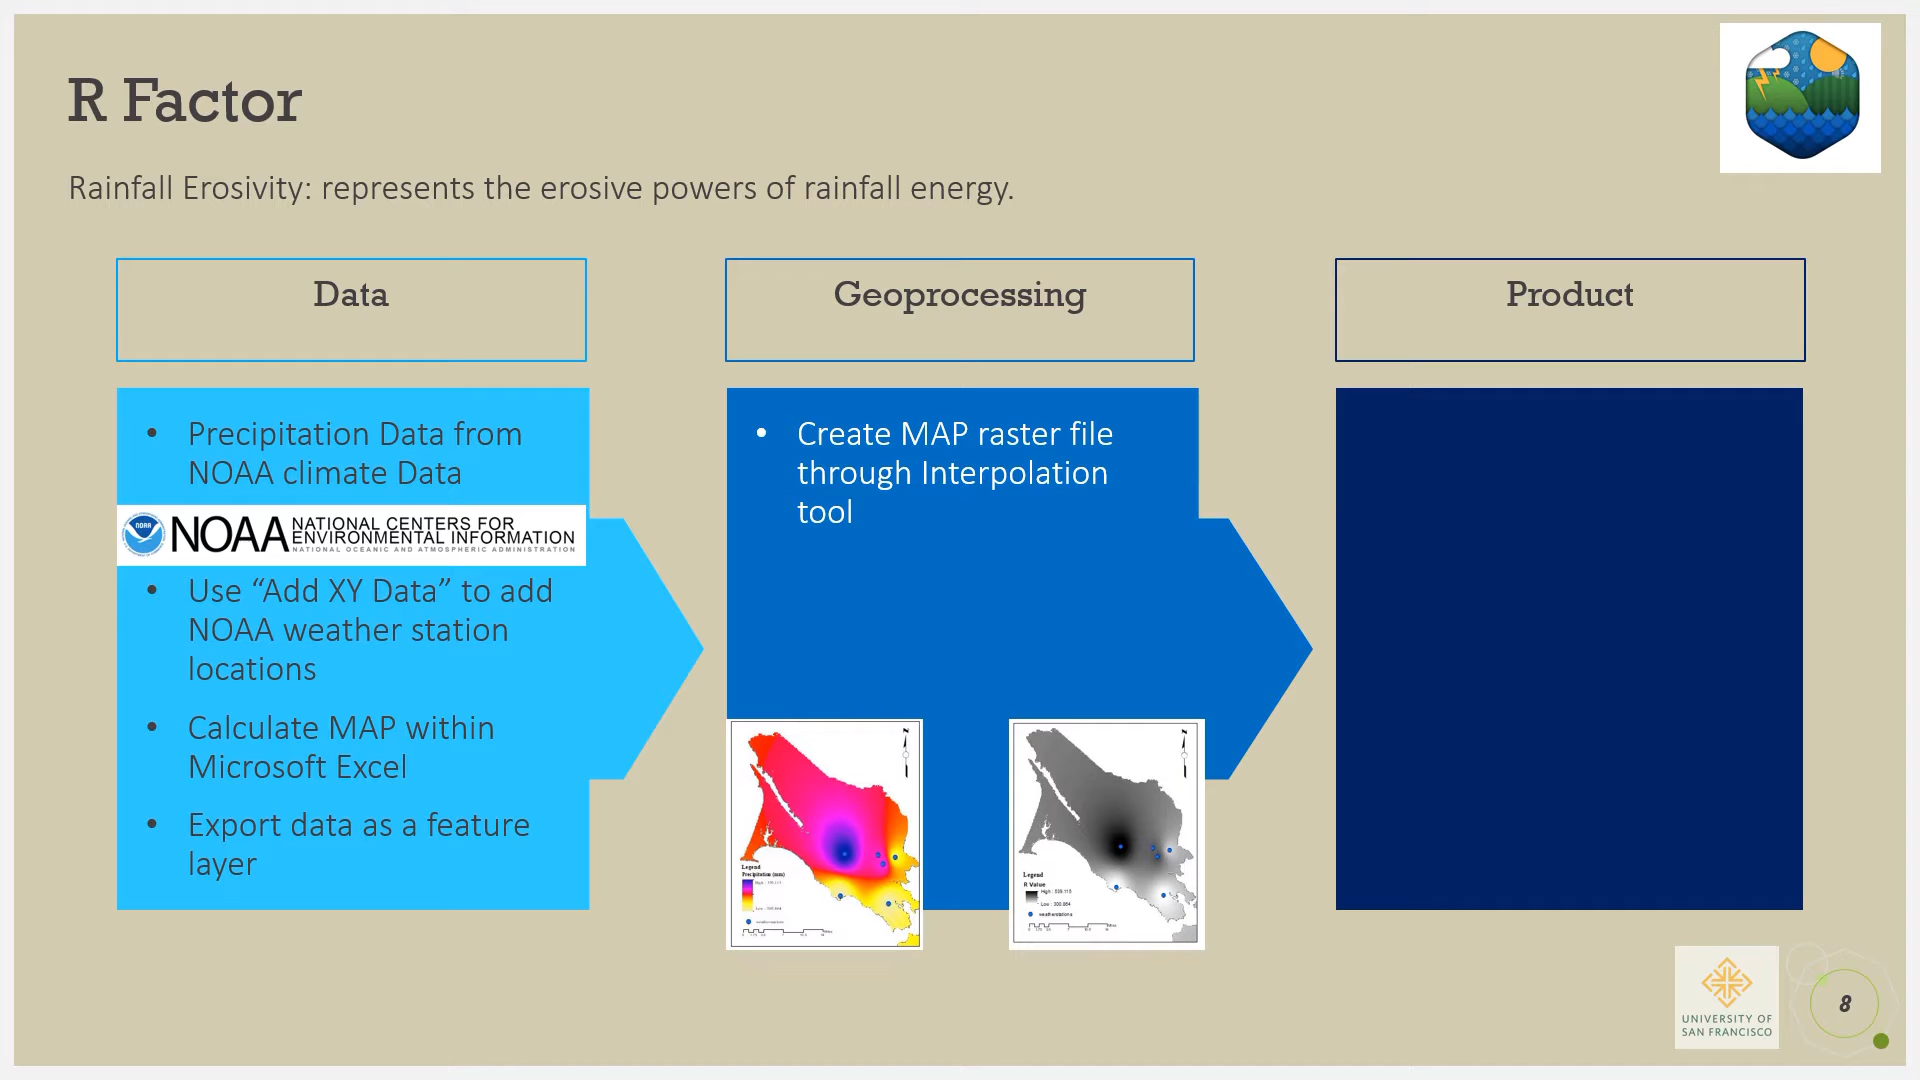 R Factor
Rainfall Erosivity: represents the erosive powers of rainfall energy.
Data
Geoprocessing
Product
• Precipitation Data from
NOAA climate Data
NOAA
NOAA NATIONAL CENTERS FOR
ENVIRONMENTAL INFORMATION
NATIONAL OCEANIC AND ATMOSPHERIC ADMINISTRATION
• Use “Add XY Data” to add
NOAA weather station
locations
• Calculate MAP within
Microsoft Excel
• Export data as a feature
layer
• Create MAP raster file
through Interpolation
tool
N
Legend
Precipitation (mm)
weatherstations
N
Legend
R Value
weatherstations
UNIVERSITY OF
SAN FRANCISCO
8